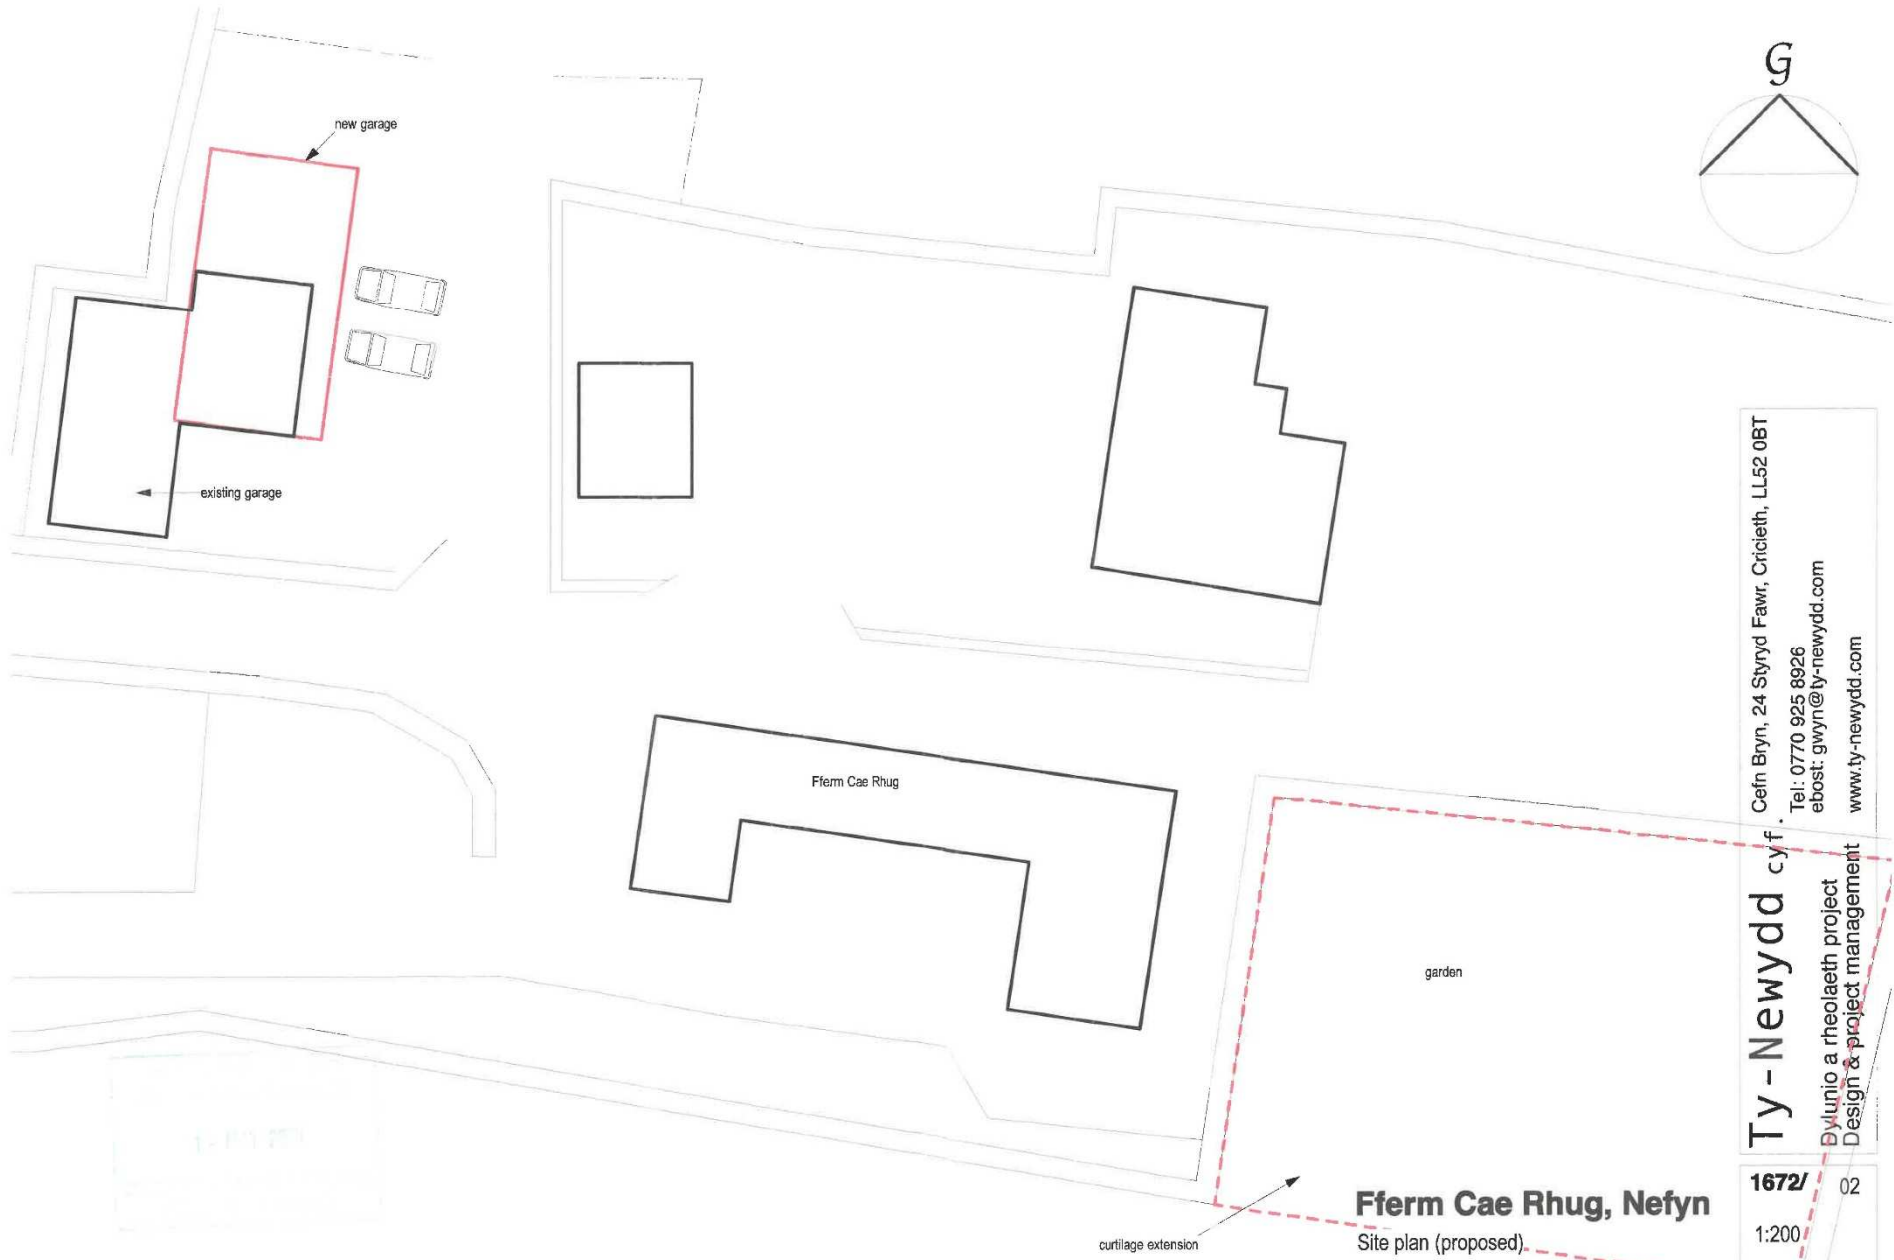 G
new garage
existing garage
Fferm Cae Rhug
garden
curtilage extension
Fferm Cae Rhug, Nefyn
Site plan (proposed)
Ty-Newydd cyf.
Dylunio a rheolaeth project
Design & project management
Cefn Bryn, 24 Styryd Fawr, Cricieth, LL52 0BT
Tel: 0770 925 8926
ebost: gwyn@ty-newydd.com
www.ty-newydd.com
1672/ 02
1:200